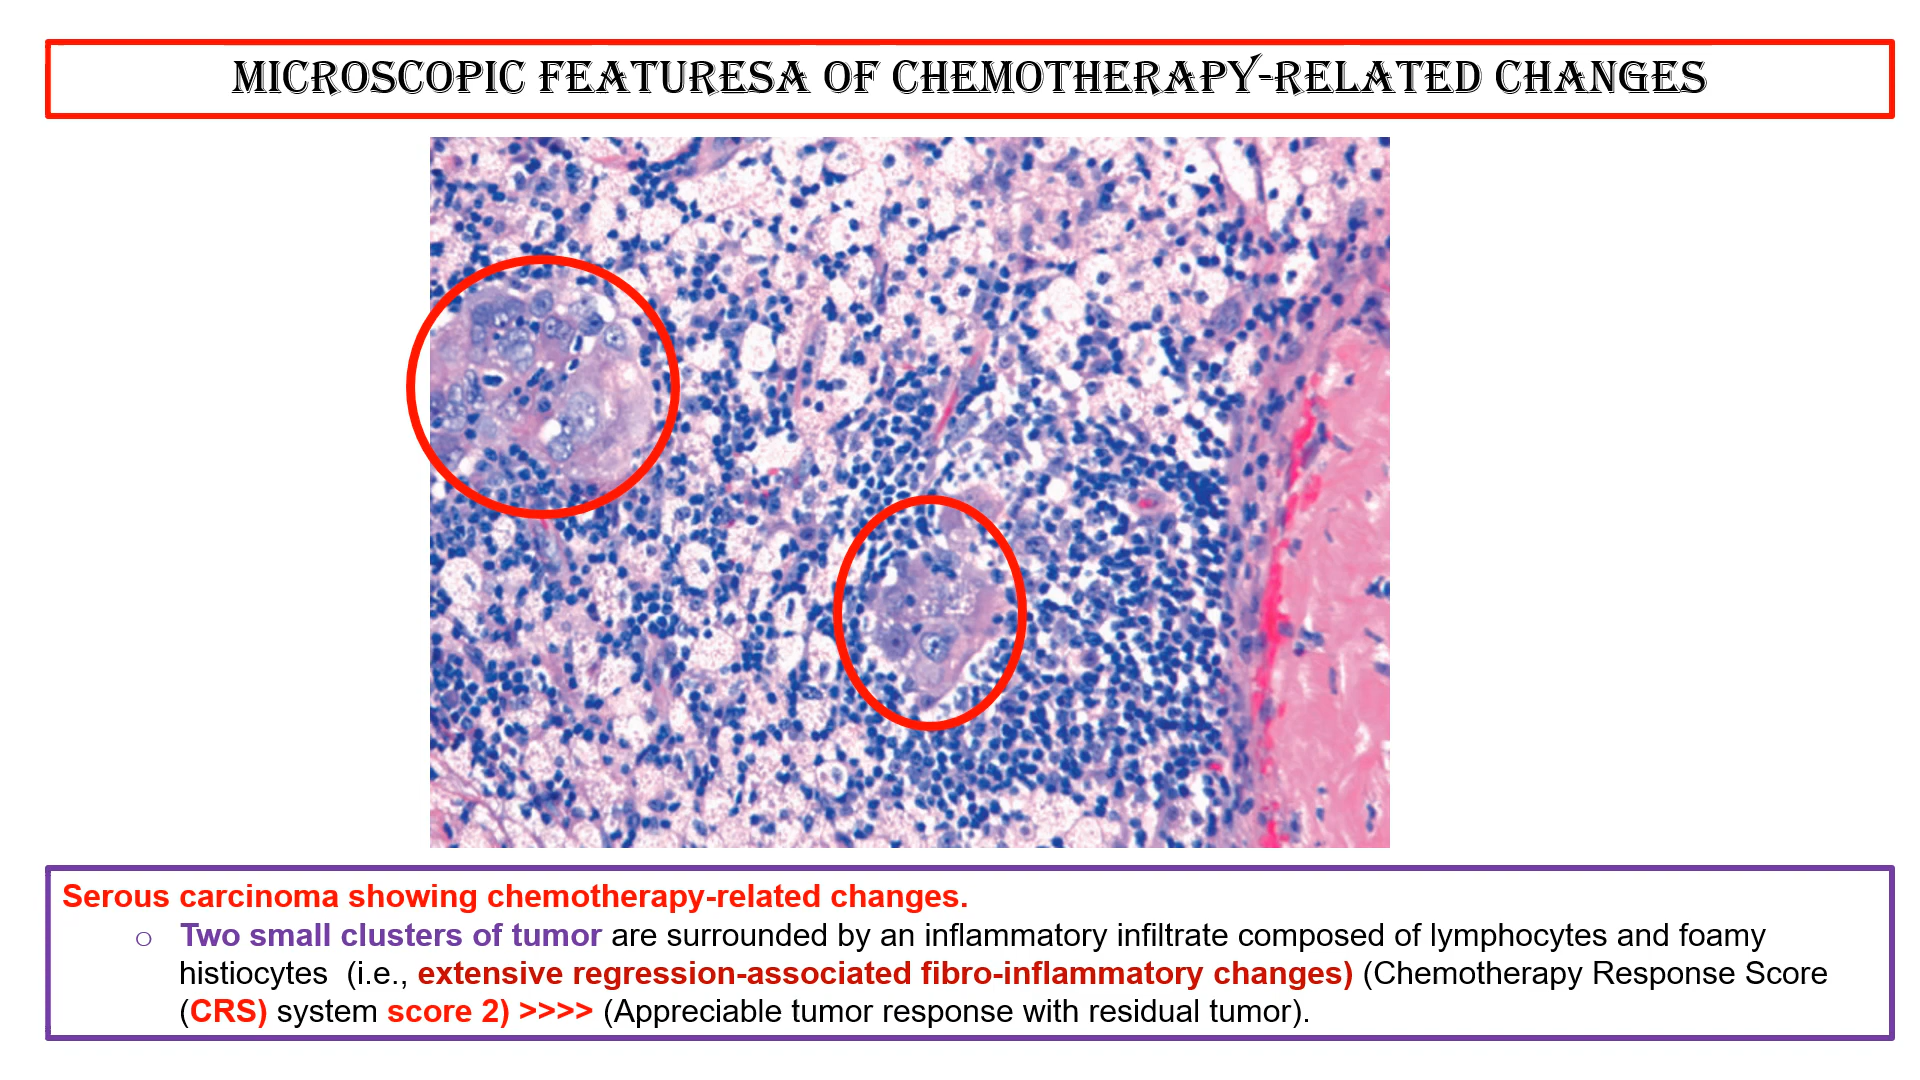 MICROSCOPIC FEATURESA OF CHEMOTHERAPY-RELATED CHANGES
Serous carcinoma showing chemotherapy-related changes.
○ Two small clusters of tumor are surrounded by an inflammatory infiltrate composed of lymphocytes and foamy
histiocytes (i.e., extensive regression-associated fibro-inflammatory changes) (Chemotherapy Response Score
(CRS) system score 2) >>>> (Appreciable tumor response with residual tumor).